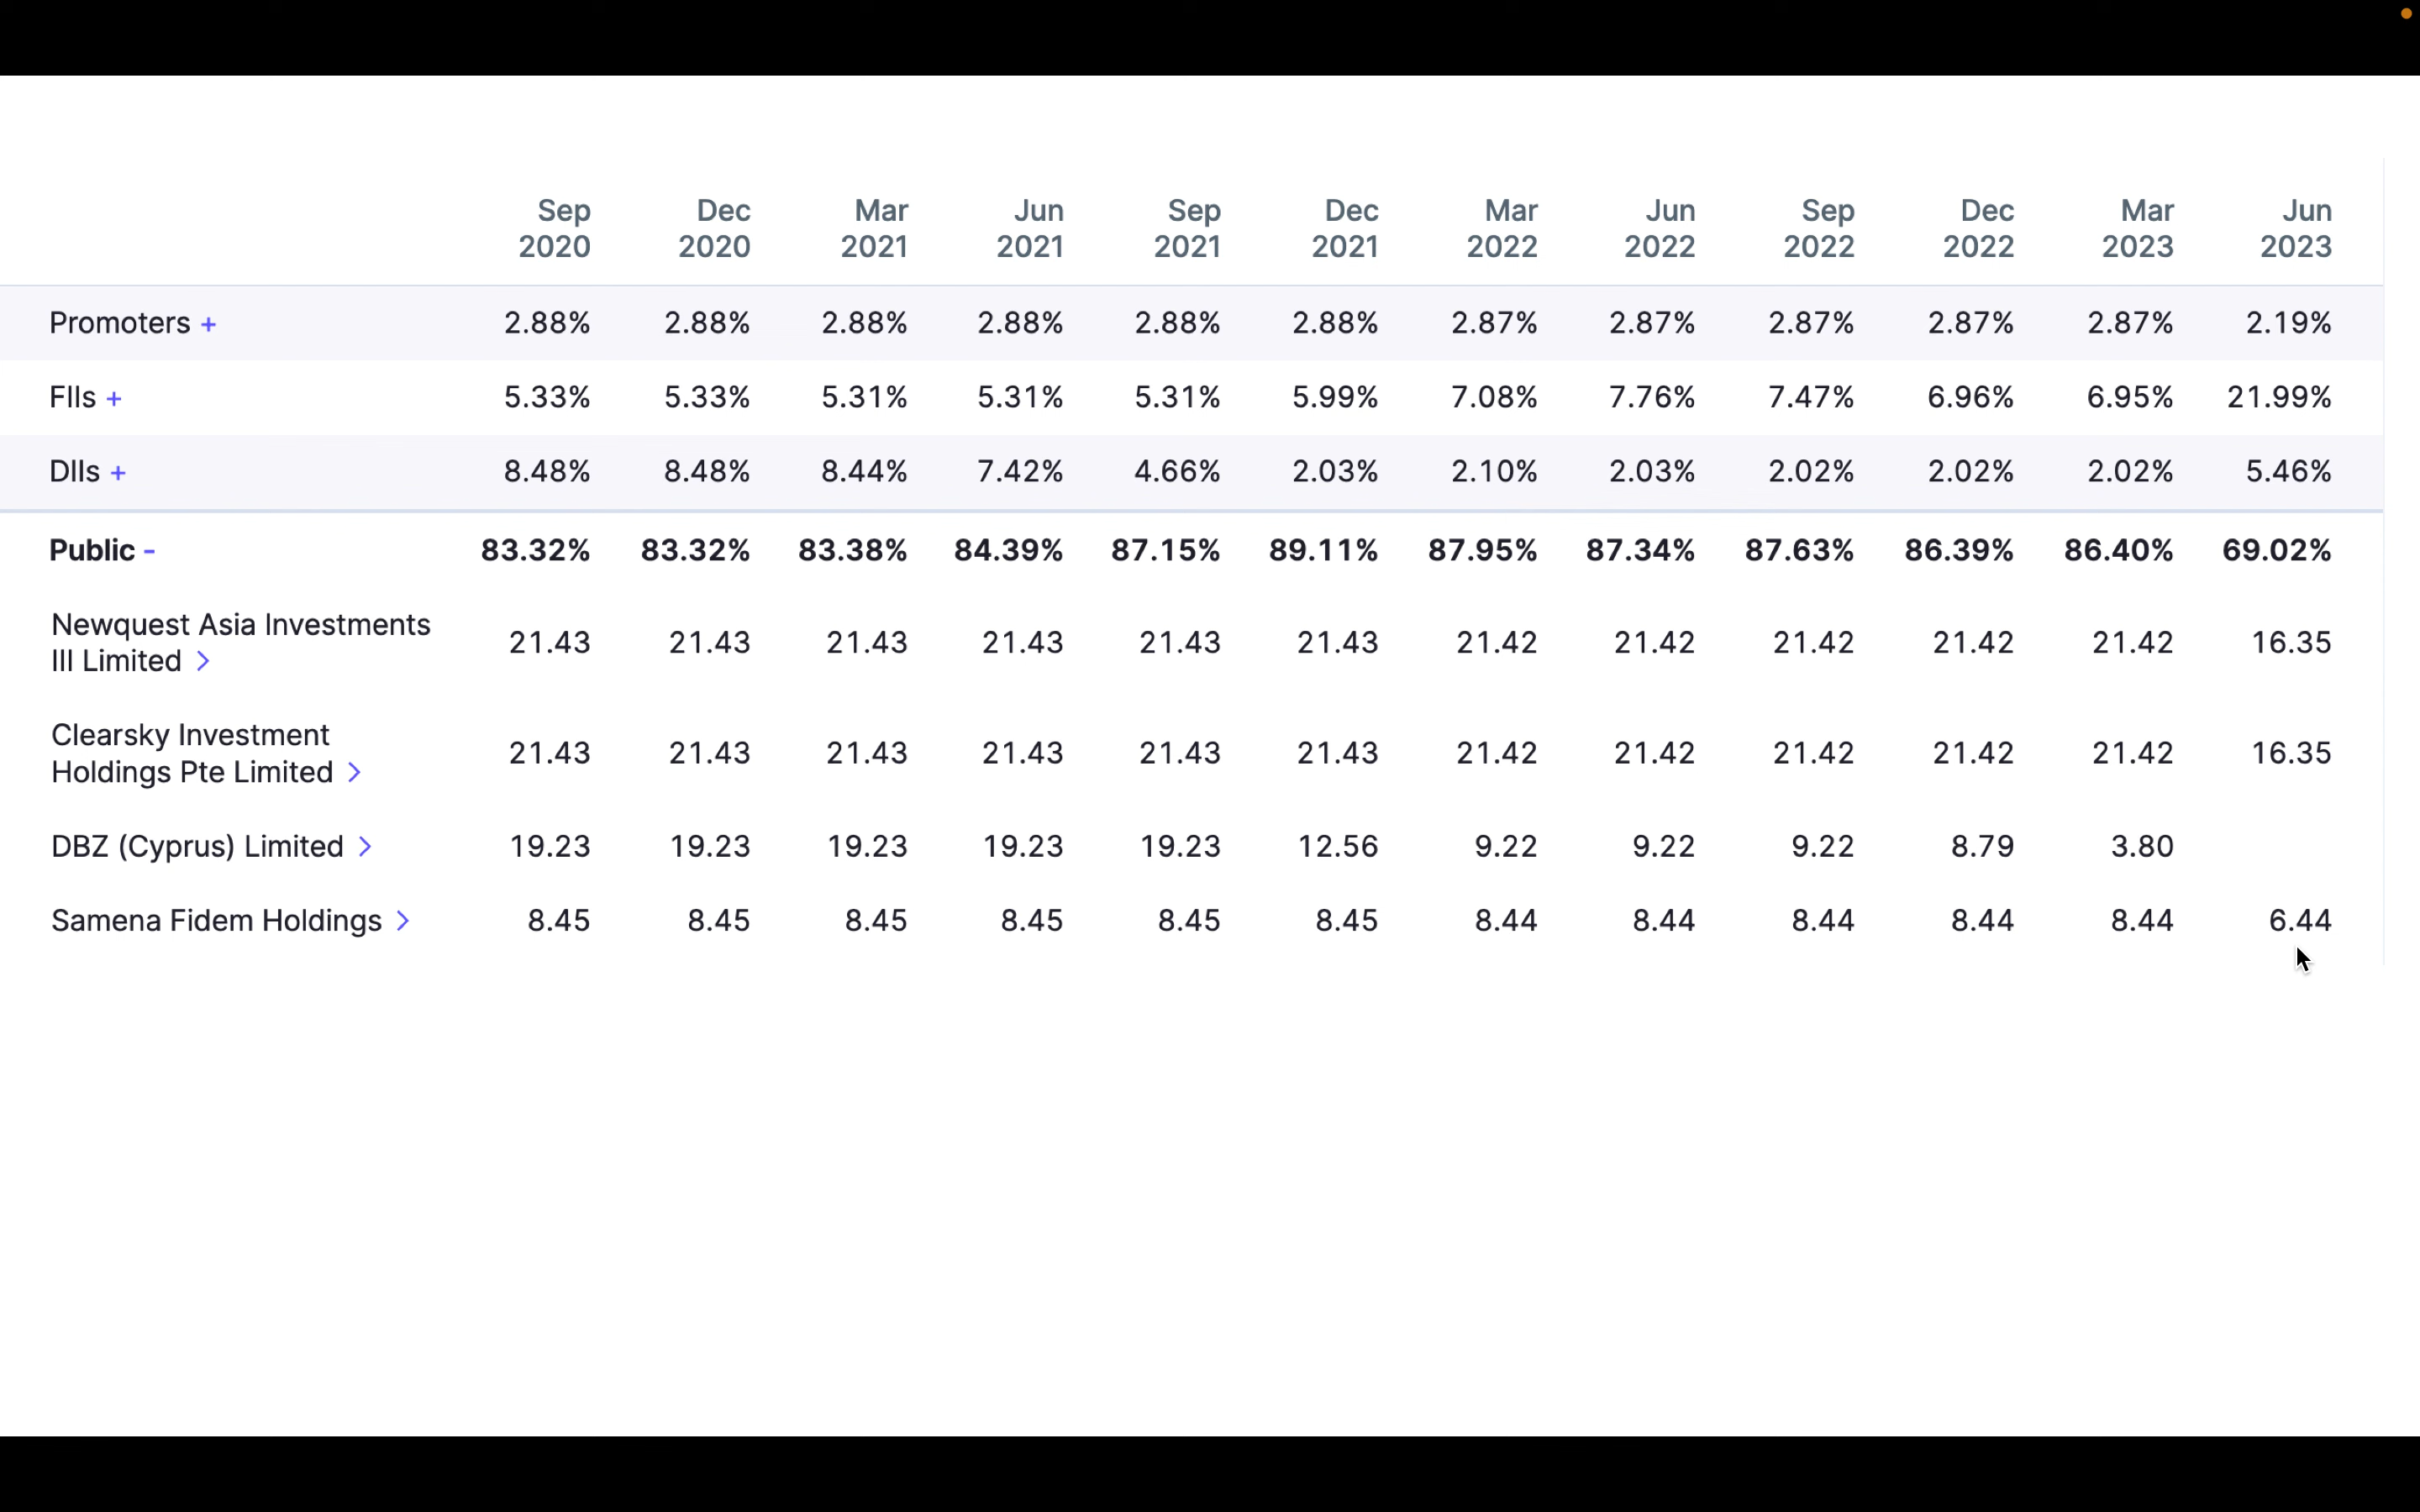 Sep Dec Mar Jun Sep Dec Mar Jun Sep Dec Mar Jun
2020 2020 2021 2021 2021 2021 2022 2022 2022 2022 2023 2023
Promoters + 2.88% 2.88% 2.88% 2.88% 2.88% 2.88% 2.87% 2.87% 2.87% 2.87% 2.87% 2.19%
FIIs + 5.33% 5.33% 5.31% 5.31% 5.31% 5.99% 7.08% 7.76% 7.47% 6.96% 6.95% 21.99%
DIIs + 8.48% 8.48% 8.44% 7.42% 4.66% 2.03% 2.10% 2.03% 2.02% 2.02% 2.02% 5.46%
Public - 83.32% 83.32% 83.38% 84.39% 87.15% 89.11% 87.95% 87.34% 87.63% 86.39% 86.40% 69.02%
Newquest Asia Investments
III Limited > 21.43 21.43 21.43 21.43 21.43 21.43 21.42 21.42 21.42 21.42 21.42 16.35
Clearsky Investment
Holdings Pte Limited > 21.43 21.43 21.43 21.43 21.43 21.43 21.42 21.42 21.42 21.42 21.42 16.35
DBZ (Cyprus) Limited > 19.23 19.23 19.23 19.23 19.23 12.56 9.22 9.22 9.22 8.79 3.80
Samena Fidem Holdings > 8.45 8.45 8.45 8.45 8.45 8.45 8.44 8.44 8.44 8.44 8.44 6.44